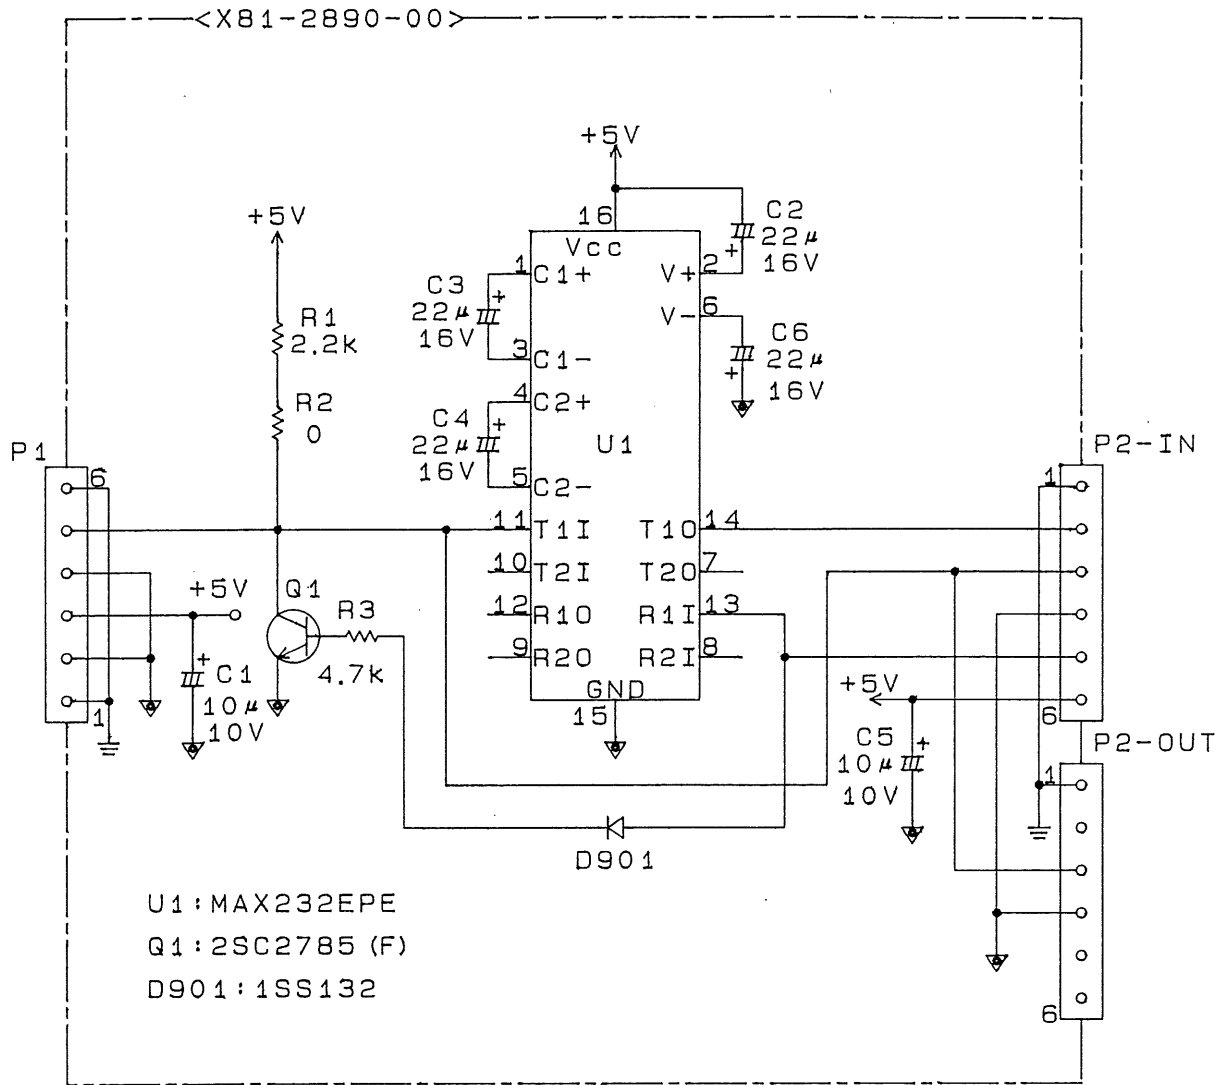 <X81-2890-00>
+5V
16
Vcc
C2
22μ
16V
+
+5V
1
C1+
V+
2
C3
22μ
16V
+
R1
2.2k
3
C1-
V-
6
C6
22μ
16V
+
R2
0
4
C2+
C4
22μ
16V
+
U1
5
C2-
P1
6
1
P2-IN
1
6
11
T1I
T1O
14
10
T2I
T2O
7
12
R1O
R1I
13
9
R2O
R2I
8
GND
15
+5V
Q1
R3
4.7k
C1
10μ
10V
+
+5V
C5
10μ
10V
+
P2-OUT
1
6
D901
U1:MAX232EPE
Q1:2SC2785 (F)
D901:1SS132